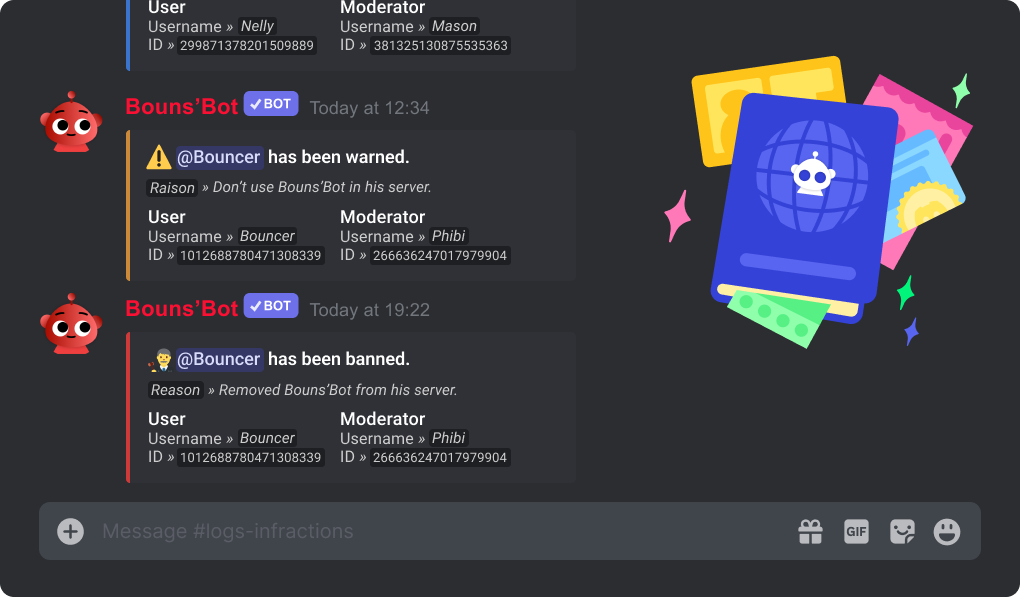 User Moderator
Username » Nelly Username » Mason
ID » 299871378201509889 ID » 381325130875535363
Bouns’Bot ✓BOT Today at 12:34
@Bouncer has been warned.
Raison » Don’t use Bouns’Bot in his server.
User Moderator
Username » Bouncer Username » Phibi
ID » 1012688780471308339 ID » 266636247017979904
Bouns’Bot ✓BOT Today at 19:22
@Bouncer has been banned.
Reason » Removed Bouns’Bot from his server.
User Moderator
Username » Bouncer Username » Phibi
ID » 1012688780471308339 ID » 266636247017979904
Message #logs-infractions GIF